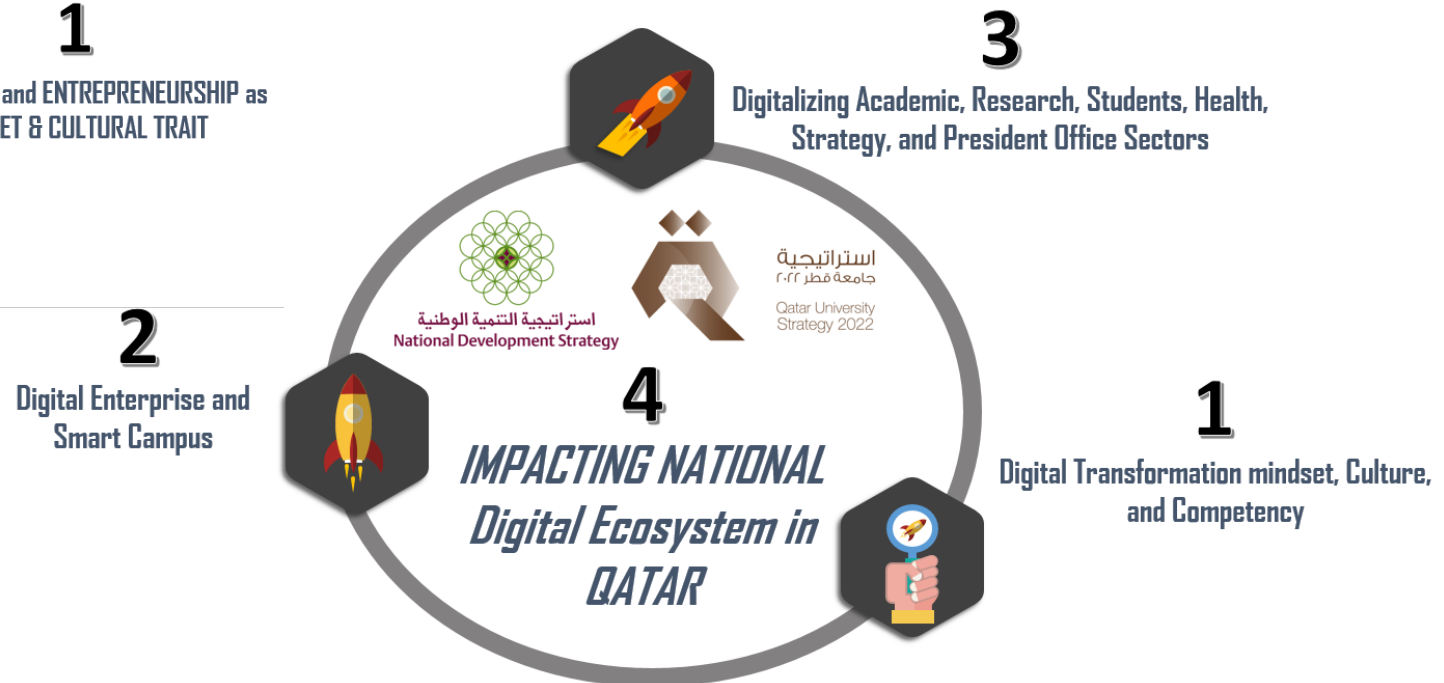 1
and ENTREPRENEURSHIP as
ET & CULTURAL TRAIT
3
Digitalizing Academic, Research, Students, Health,
Strategy, and President Office Sectors
استراتيجية التنمية الوطنية
National Development Strategy
استراتيجية
جامعة قطر ٢٠٢٢
Qatar University
Strategy 2022
2
Digital Enterprise and
Smart Campus
4
IMPACTING NATIONAL
Digital Ecosystem in
QATAR
1
Digital Transformation mindset, Culture,
and Competency